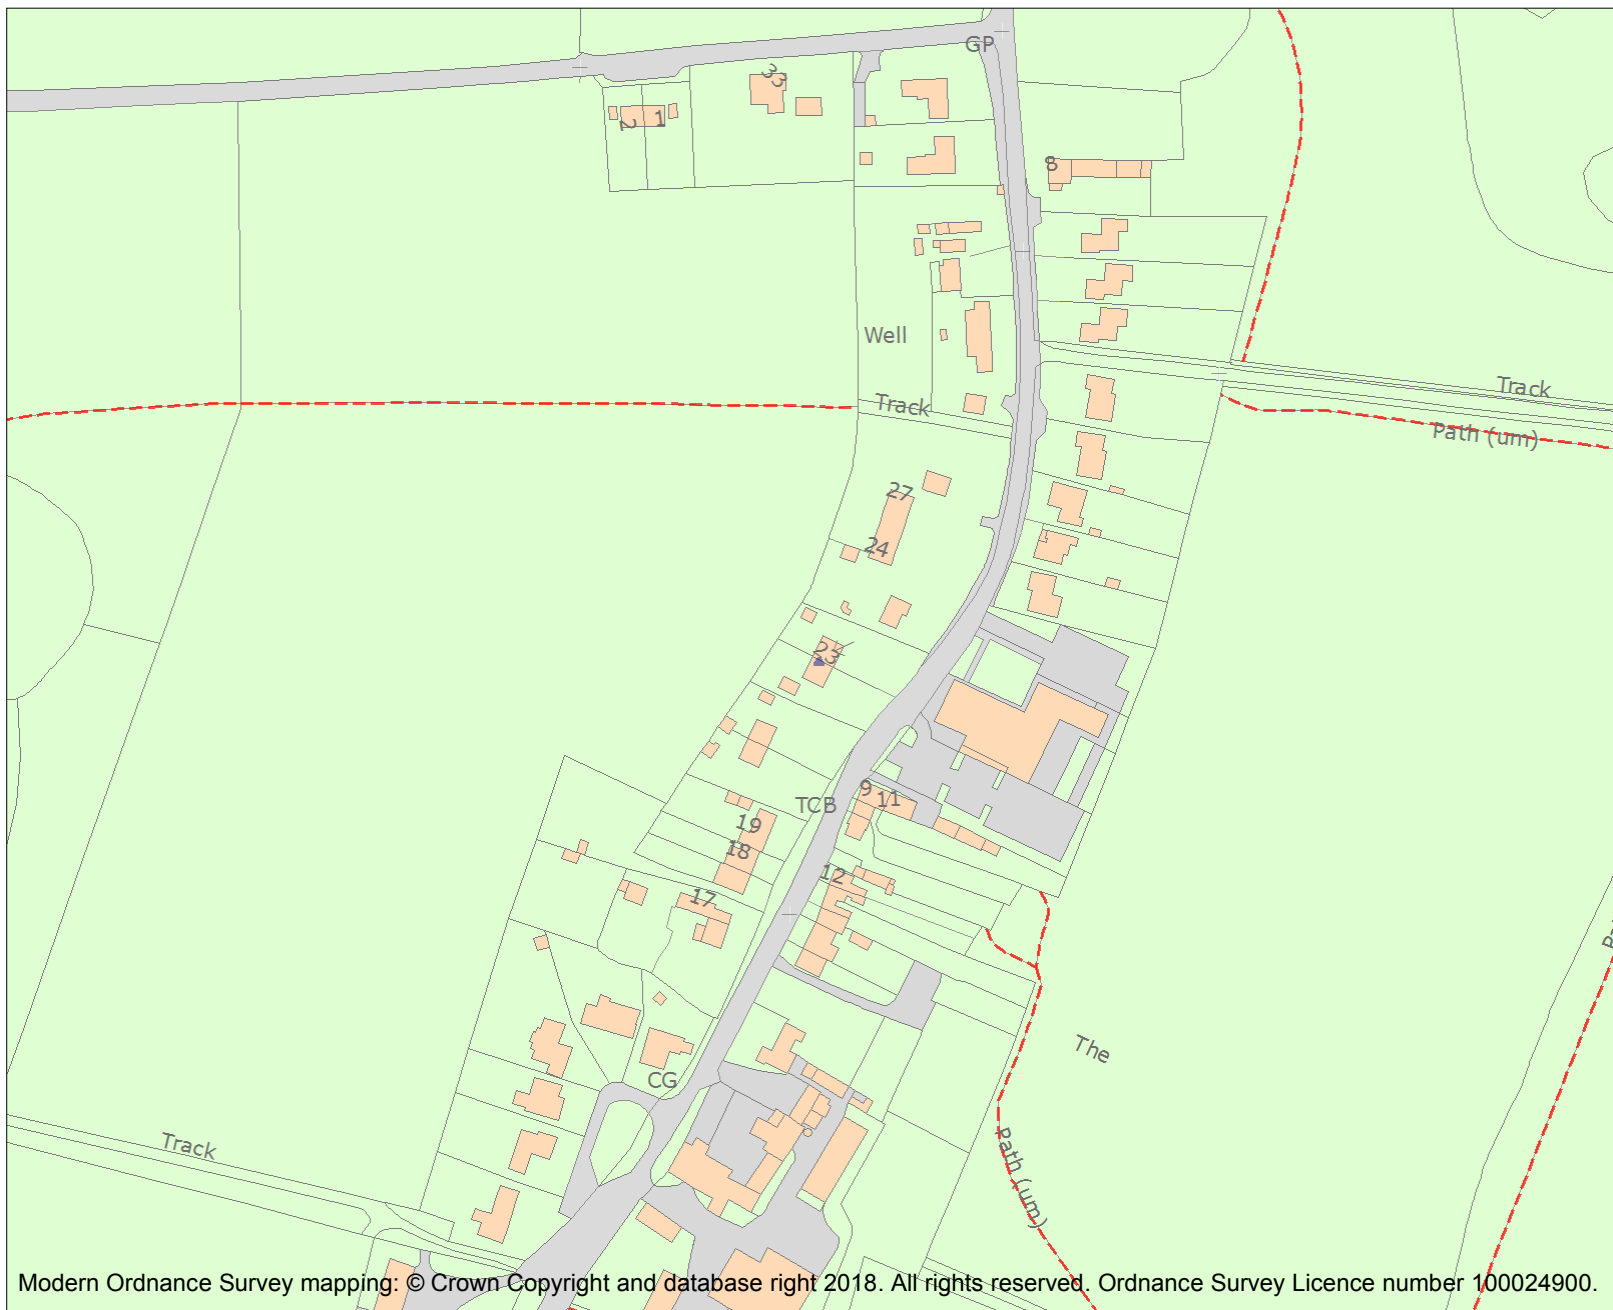 GP
33
2
1
8
Well
Track
Track
Path (um)
27
24
23
TCB
9
11
19
18
12
17
The
CG
Path (um)
Track
Modern Ordnance Survey mapping: © Crown Copyright and database right 2018. All rights reserved. Ordnance Survey Licence number 100024900.